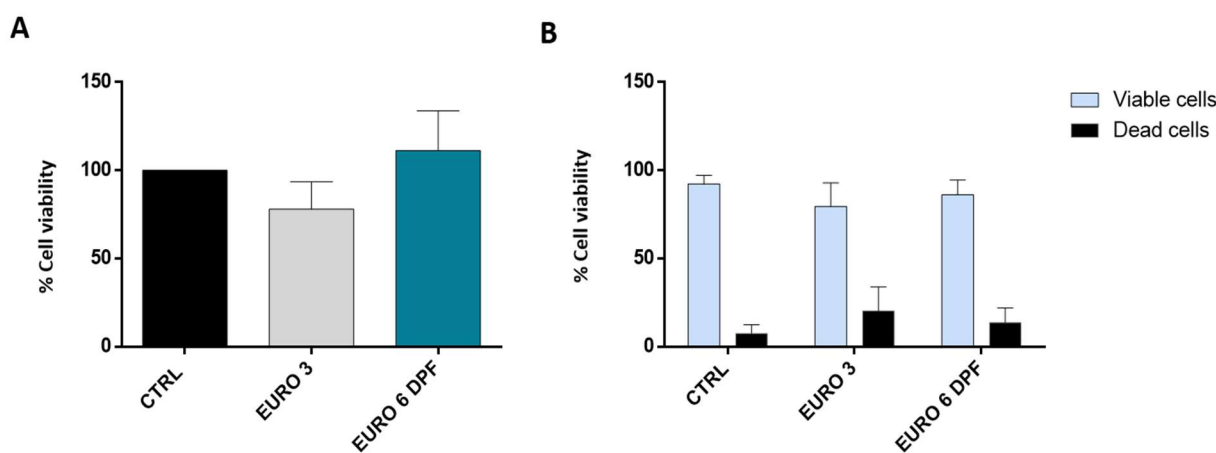 A
150
100
50
0
% Cell viability
CTRL
EURO 3
EURO 6 DPF
B
150
100
50
0
% Cell viability
CTRL
EURO 3
EURO 6 DPF
Viable cells
Dead cells